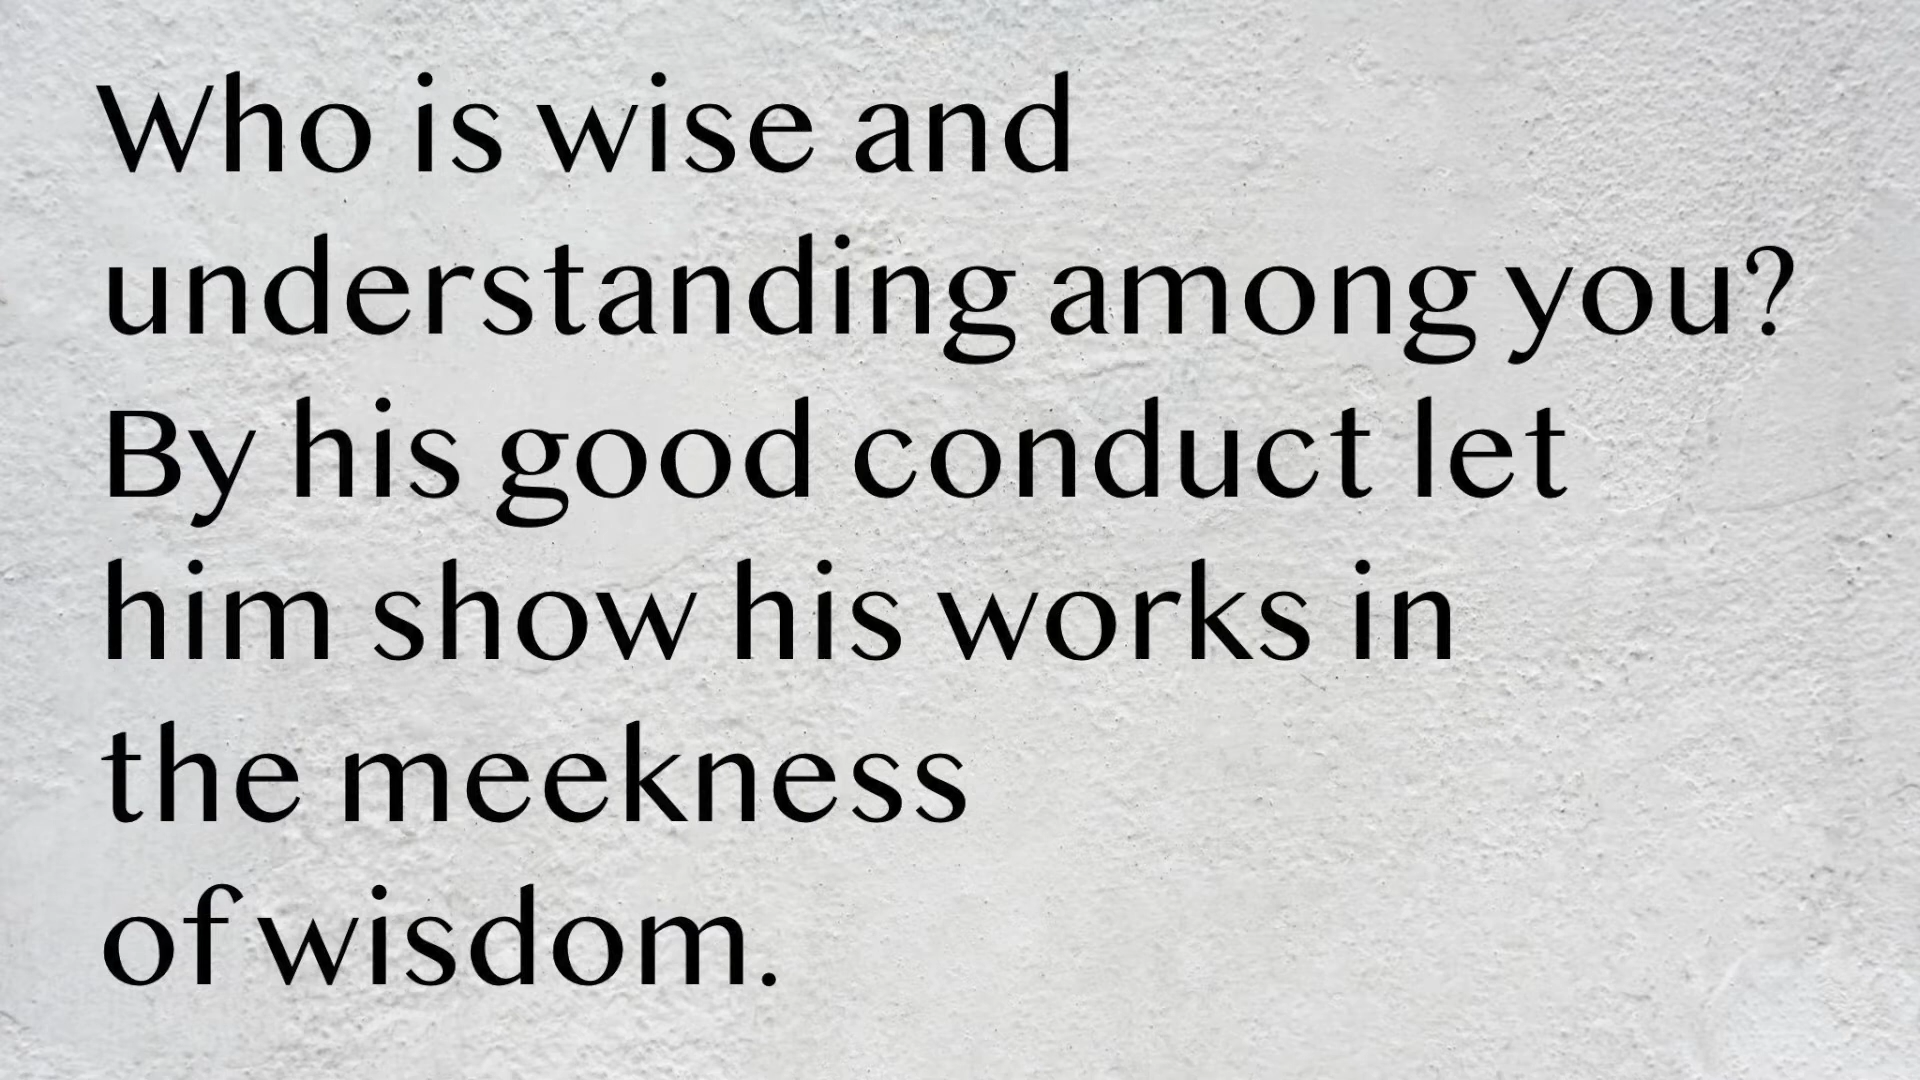 Who is wise and
understanding among you?
By his good conduct let
him show his works in
the meekness
of wisdom.